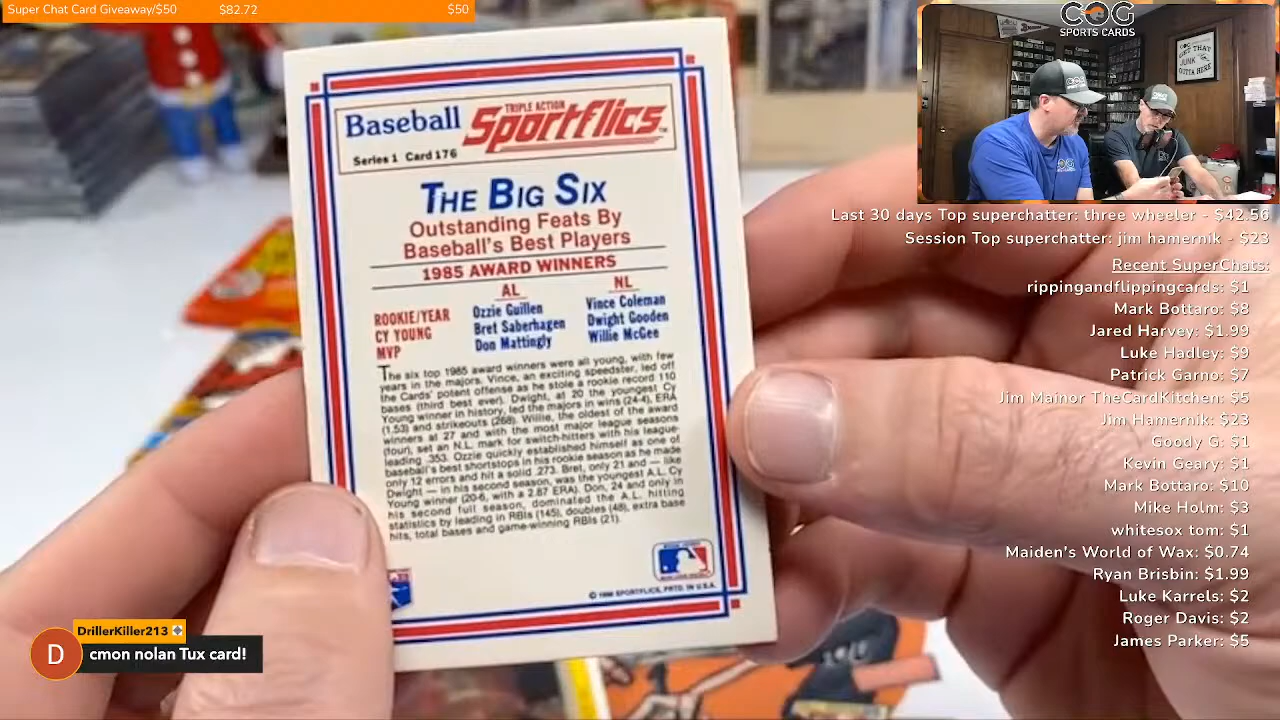 Super Chat Card Giveaway/$50 $82.72 $50
COG
SPORTS CARDS
Baseball TRIPLE ACTION Sportflics™
Series 1 Card 176
THE BIG SIX
Outstanding Feats By
Baseball's Best Players
1985 AWARD WINNERS
AL NL
ROOKIE/YEAR Ozzie Guillen Vince Coleman
CY YOUNG Bret Saberhagen Dwight Gooden
MVP Don Mattingly Willie McGee
The six top 1985 award winners were all young, with few
years in the majors. Vince, an exciting speedster, led off
the Cards' potent offense as he stole a rookie record 110
bases (third best ever). Dwight, at 20 the youngest Cy
Young winner in history, led the majors in wins (24-4), ERA
(1.53) and strikeouts (268). Willie, the oldest of the award
winners at 27 and with the most major league seasons
(four), set an N.L. mark for switch-hitters with his league-
leading .353. Ozzie quickly established himself as one of
baseball's best shortstops in his rookie season as he made
only 12 errors and hit a solid .273. Bret, only 21 and — like
Dwight — in his second season, was the youngest A.L. Cy
Young winner (20-6, with a 2.87 ERA). Don, 24 and only in
his second full season, dominated the A.L. hitting
statistics by leading in RBIs (145), doubles (48), extra base
hits, total bases and game-winning RBIs (21).
© 1986 SPORTFLICS, PRTD. IN U.S.A.
Last 30 days Top superchatter: three wheeler - $42.56
Session Top superchatter: jim hamernik - $23
Recent SuperChats:
rippingandflippingcards: $1
Mark Bottaro: $8
Jared Harvey: $1.99
Luke Hadley: $9
Patrick Garno: $7
Jim Mainor TheCardKitchen: $5
Jim Hamernik: $23
Goody G: $1
Kevin Geary: $1
Mark Bottaro: $10
Mike Holm: $3
whitesox tom: $1
Maiden's World of Wax: $0.74
Ryan Brisbin: $1.99
Luke Karrels: $2
Roger Davis: $2
James Parker: $5
DrillerKiller213
D cmon nolan Tux card!